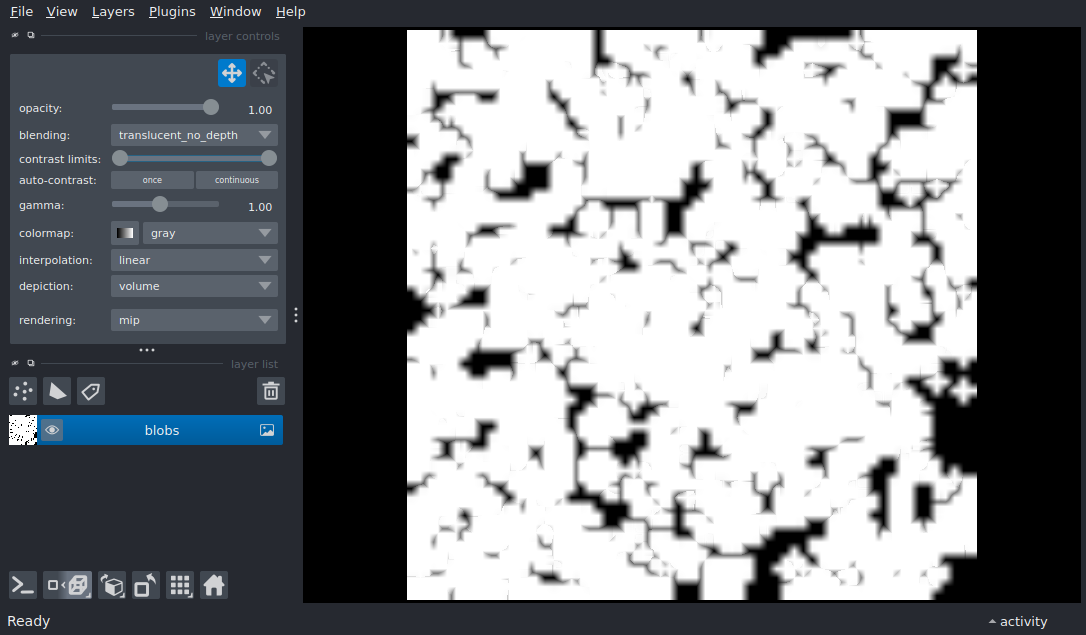 File View Layers Plugins Window Help
layer controls
opacity: 1.00
blending: translucent_no_depth
contrast limits:
auto-contrast: once continuous
gamma: 1.00
colormap: gray
interpolation: linear
depiction: volume
rendering: mip
layer list
blobs
Ready activity